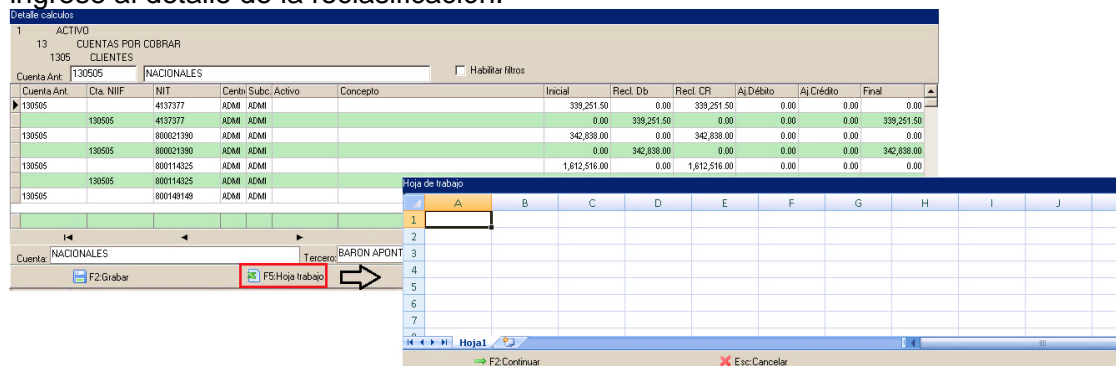 ingreso al detalle de la reclasificación.
Detalle calculos
1 ACTIVO
13 CUENTAS POR COBRAR
1305 CLIENTES
Cuenta Ant: 130505 NACIONALES Habilitar filtros
Cuenta Ant. Cta. NIIF NIT Centr Subc. Activo Concepto Inicial Recl. Db Recl. CR Aj.Débito Aj.Crédito Final
130505 4137377 ADMI ADMI 339,251.50 0.00 339,251.50 0.00 0.00 0.00
130505 4137377 ADMI ADMI 0.00 339,251.50 0.00 0.00 0.00 339,251.50
130505 800021390 ADMI ADMI 342,838.00 0.00 342,838.00 0.00 0.00 0.00
130505 800021390 ADMI ADMI 0.00 342,838.00 0.00 0.00 0.00 342,838.00
130505 800114325 ADMI ADMI 1,612,516.00 0.00 1,612,516.00 0.00 0.00 0.00
130505 800114325 ADMI ADMI
130505 800149149 ADMI ADMI
Cuenta: NACIONALES Tercero: BARON APONT
F2:Grabar F5:Hoja trabajo
Hoja de trabajo
A B C D E F G H I J
1
2
3
4
5
6
7
Hoja1
F2:Continuar Esc:Cancelar